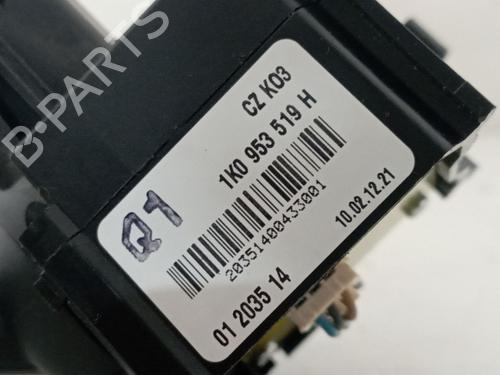 CZ K03
1K0 953 519 H
Q1
20351400433001
10.02.12.21
01 2035 14
B-PARTS